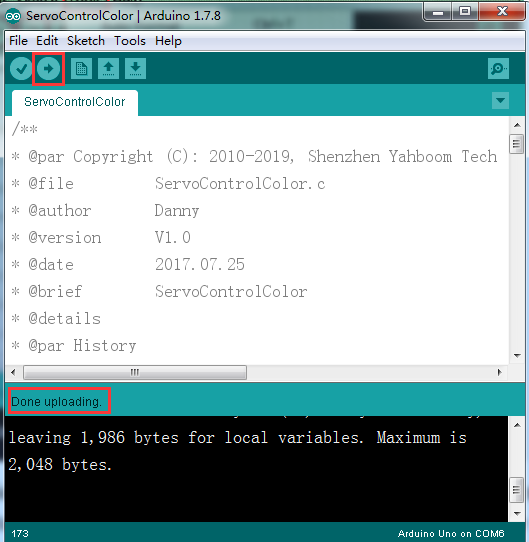 ServoControlColor | Arduino 1.7.8
File Edit Sketch Tools Help
ServoControlColor
/**
* @par Copyright (C): 2010-2019, Shenzhen Yahboom Tech
* @file ServoControlColor.c
* @author Danny
* @version V1.0
* @date 2017.07.25
* @brief ServoControlColor
* @details
* @par History
Done uploading.
leaving 1,986 bytes for local variables. Maximum is
2,048 bytes.
173 Arduino Uno on COM6